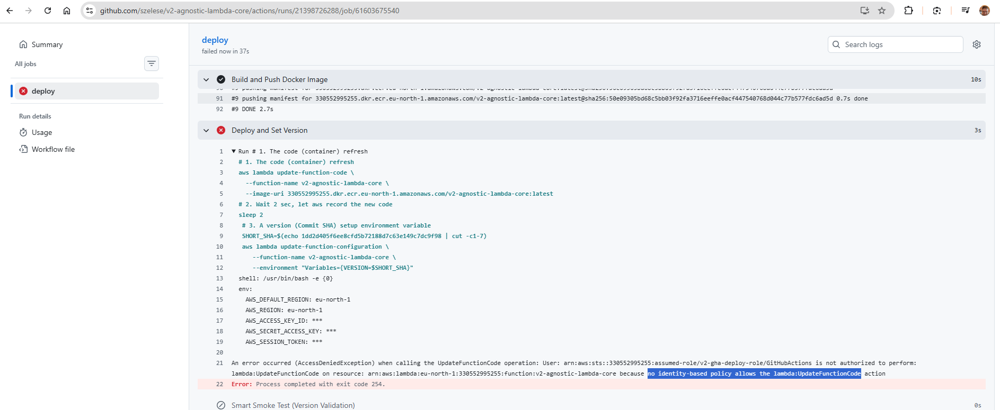 github.com/szelese/v2-agnostic-lambda-core/actions/runs/21398726288/job/61603675540
Summary
All jobs
deploy
Run details
Usage
Workflow file
deploy
failed now in 37s
Search logs
Build and Push Docker Image
10s
91 #9 pushing manifest for 330552995255.dkr.ecr.eu-north-1.amazonaws.com/v2-agnostic-lambda-core:latest@sha256:50e09305bd68c5bb03f92fa3716eeffe0acf447540768d044c77b577fdc6ad5d 0.7s done
92 #9 DONE 2.7s
Deploy and Set Version
3s
1 ▼ Run # 1. The code (container) refresh
2 # 1. The code (container) refresh
3 aws lambda update-function-code \
4 --function-name v2-agnostic-lambda-core \
5 --image-uri 330552995255.dkr.ecr.eu-north-1.amazonaws.com/v2-agnostic-lambda-core:latest
6 # 2. Wait 2 sec, let aws record the new code
7 sleep 2
8 # 3. A version (Commit SHA) setup environment variable
9 SHORT_SHA=$(echo 1dd2d405f6ee8cfd5b72188d7c63e149c7dc9f98 | cut -c1-7)
10 aws lambda update-function-configuration \
11 --function-name v2-agnostic-lambda-core \
12 --environment "Variables={VERSION=$SHORT_SHA}"
13 shell: /usr/bin/bash -e {0}
14 env:
15 AWS_DEFAULT_REGION: eu-north-1
16 AWS_REGION: eu-north-1
17 AWS_ACCESS_KEY_ID: ***
18 AWS_SECRET_ACCESS_KEY: ***
19 AWS_SESSION_TOKEN: ***
20
21 An error occurred (AccessDeniedException) when calling the UpdateFunctionCode operation: User: arn:aws:sts::330552995255:assumed-role/v2-gha-deploy-role/GitHubActions is not authorized to perform:
lambda:UpdateFunctionCode on resource: arn:aws:lambda:eu-north-1:330552995255:function:v2-agnostic-lambda-core because no identity-based policy allows the lambda:UpdateFunctionCode action
22 Error: Process completed with exit code 254.
Smart Smoke Test (Version Validation)
0s